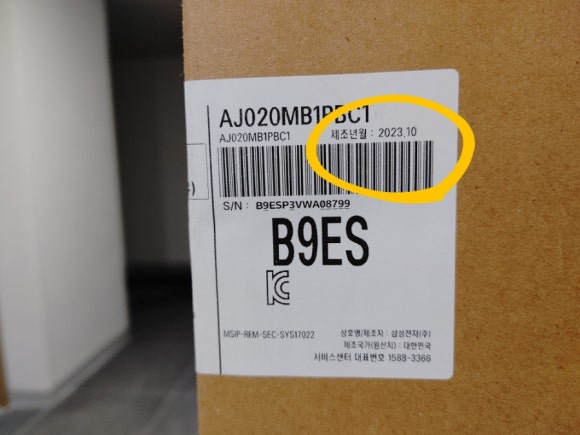 AJ020MB1PBC1
AJ020MB1PBC1 제조년월 : 2023.10
)
S/N : B9ESP3VWA08799
B9ES
KC
MSIP-REM-SEC-SYS17022
상호명/제조자 : 삼성전자(주)
제조국가(원산지) : 대한민국
서비스센터 대표번호 1588-3366